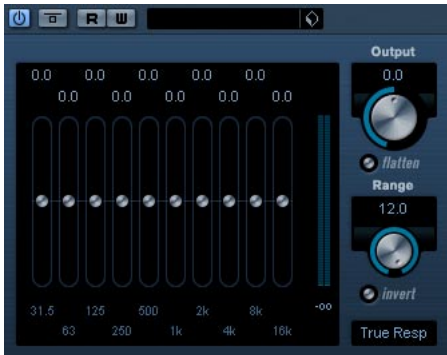 R W
Output
0.0 0.0 0.0 0.0 0.0 0.0
0.0 0.0 0.0 0.0 0.0
flatten
Range
12.0
invert
-oo
31.5 125 500 2k 8k
63 250 1k 4k 16k
True Resp